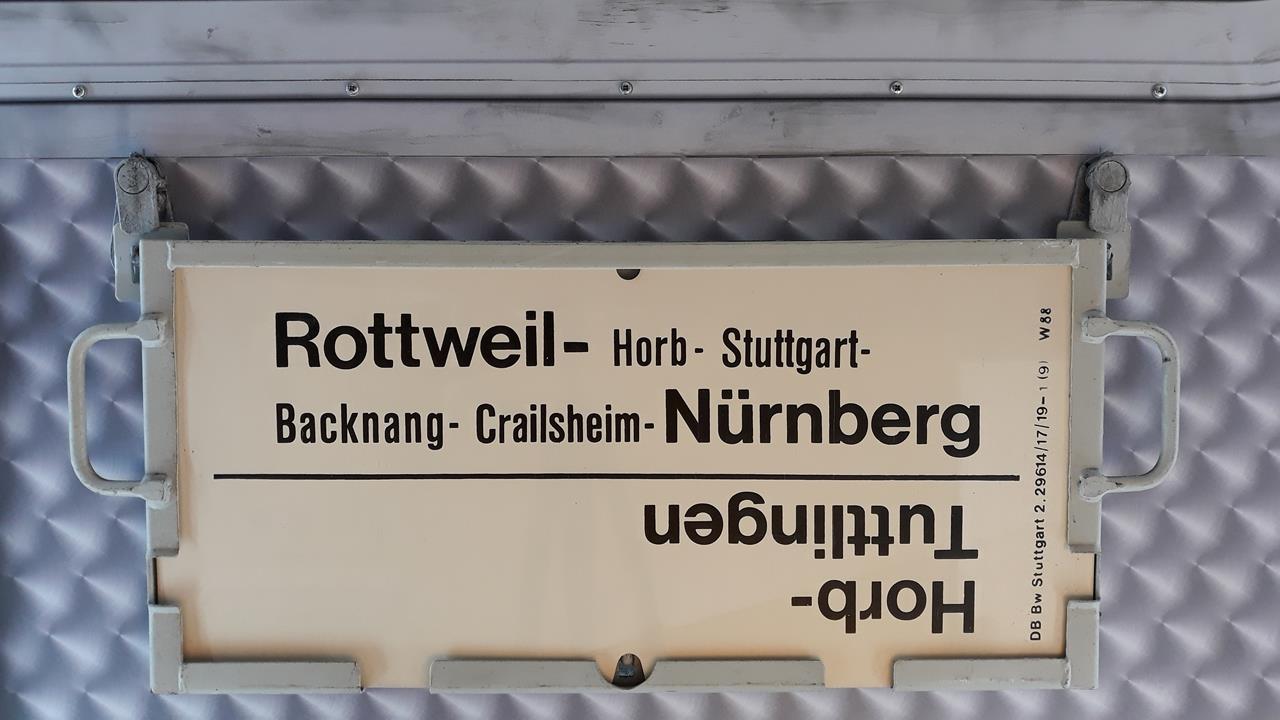 Rottweil- Horb- Stuttgart-
Backnang- Crailsheim- Nürnberg
Horb-
Tuttlingen
DB Bw Stuttgart 2.29614/17/19-1 (9) W 88